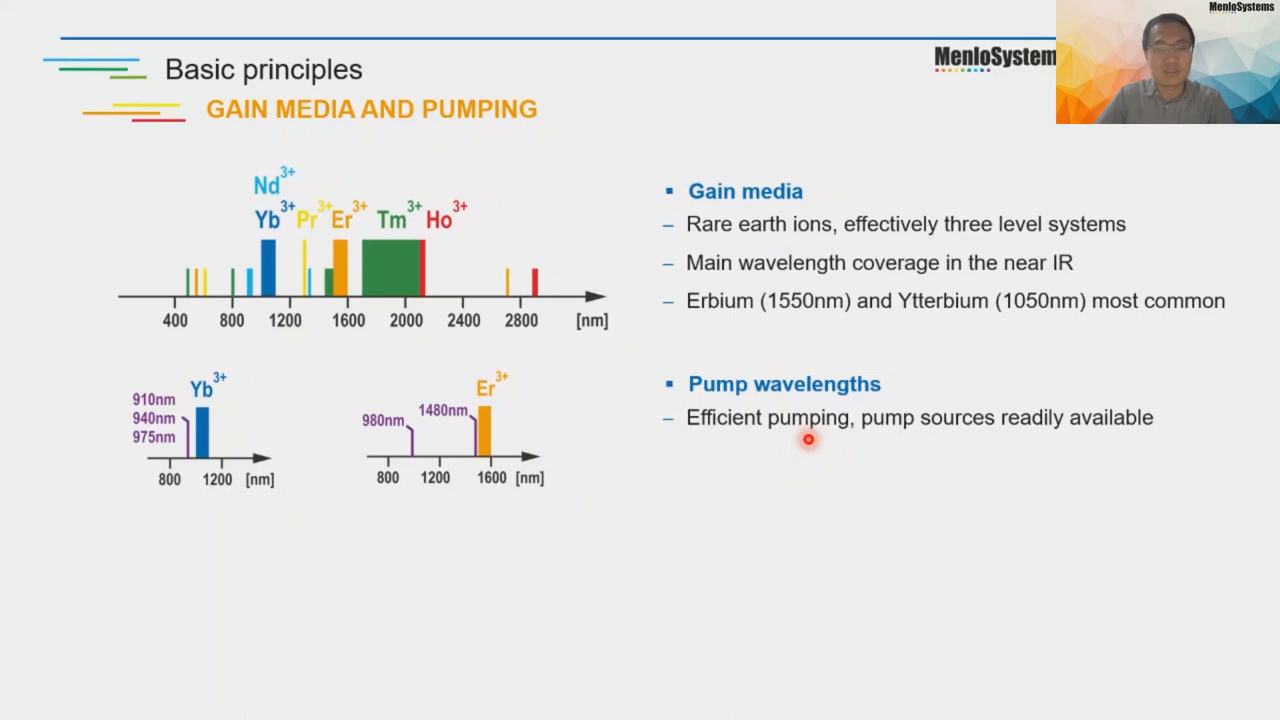 MenloSystems
MenloSystem
Basic principles
GAIN MEDIA AND PUMPING
Nd3+
Yb3+ Pr3+ Er3+ Tm3+ Ho3+
400 800 1200 1600 2000 2400 2800 [nm]
910nm
940nm
975nm
Yb3+
800 1200 [nm]
980nm
1480nm
Er3+
800 1200 1600 [nm]
▪ Gain media
– Rare earth ions, effectively three level systems
– Main wavelength coverage in the near IR
– Erbium (1550nm) and Ytterbium (1050nm) most common
▪ Pump wavelengths
– Efficient pumping, pump sources readily available